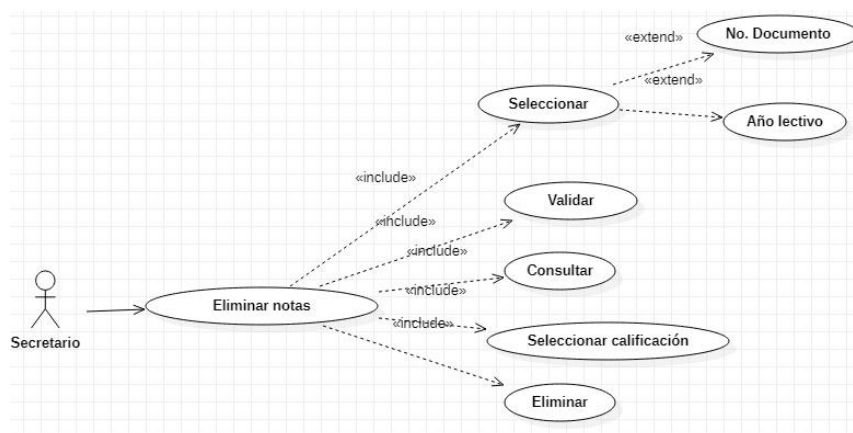 No. Documento
«extend»
«extend»
Seleccionar
Año lectivo
«include»
Validar
«include»
«include»
Consultar
«include»
Eliminar notas
«include»
Seleccionar calificación
Secretario
Eliminar